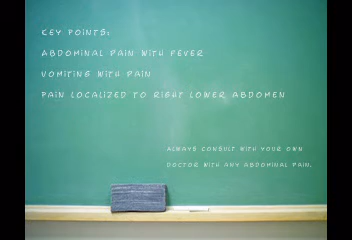 KEY POINTS:
ABDOMINAL PAIN WITH FEVER
VOMITING WITH PAIN
PAIN LOCALIZED TO RIGHT LOWER ABDOMEN
ALWAYS CONSULT WITH YOUR OWN
DOCTOR WITH ANY ABDOMINAL PAIN.